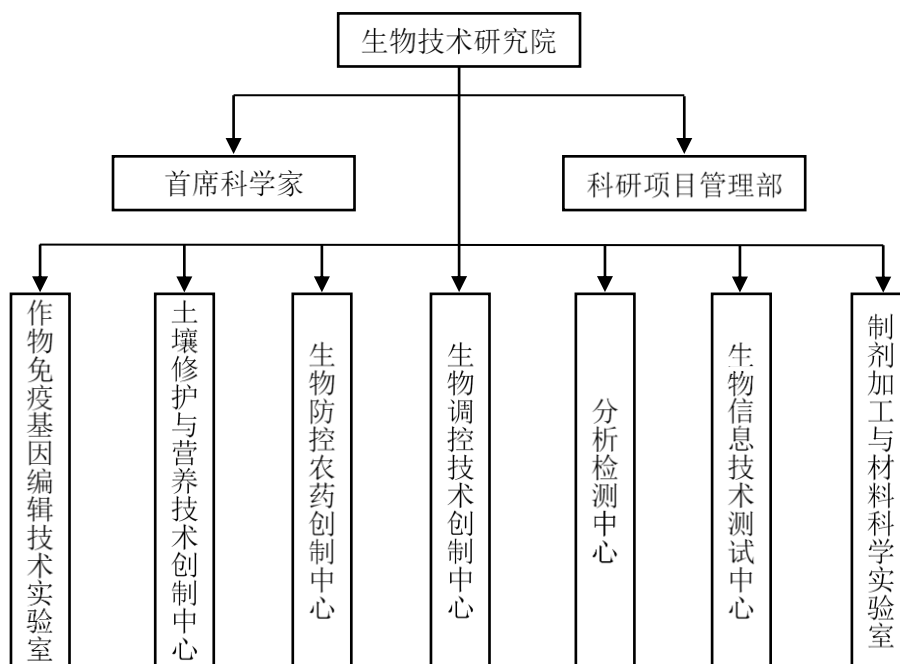 生物技术研究院
首席科学家
科研项目管理部
作物免疫基因编辑技术实验室
土壤修护与营养技术创制中心
生物防控农药创制中心
生物调控技术创制中心
分析检测中心
生物信息技术测试中心
制剂加工与材料科学实验室